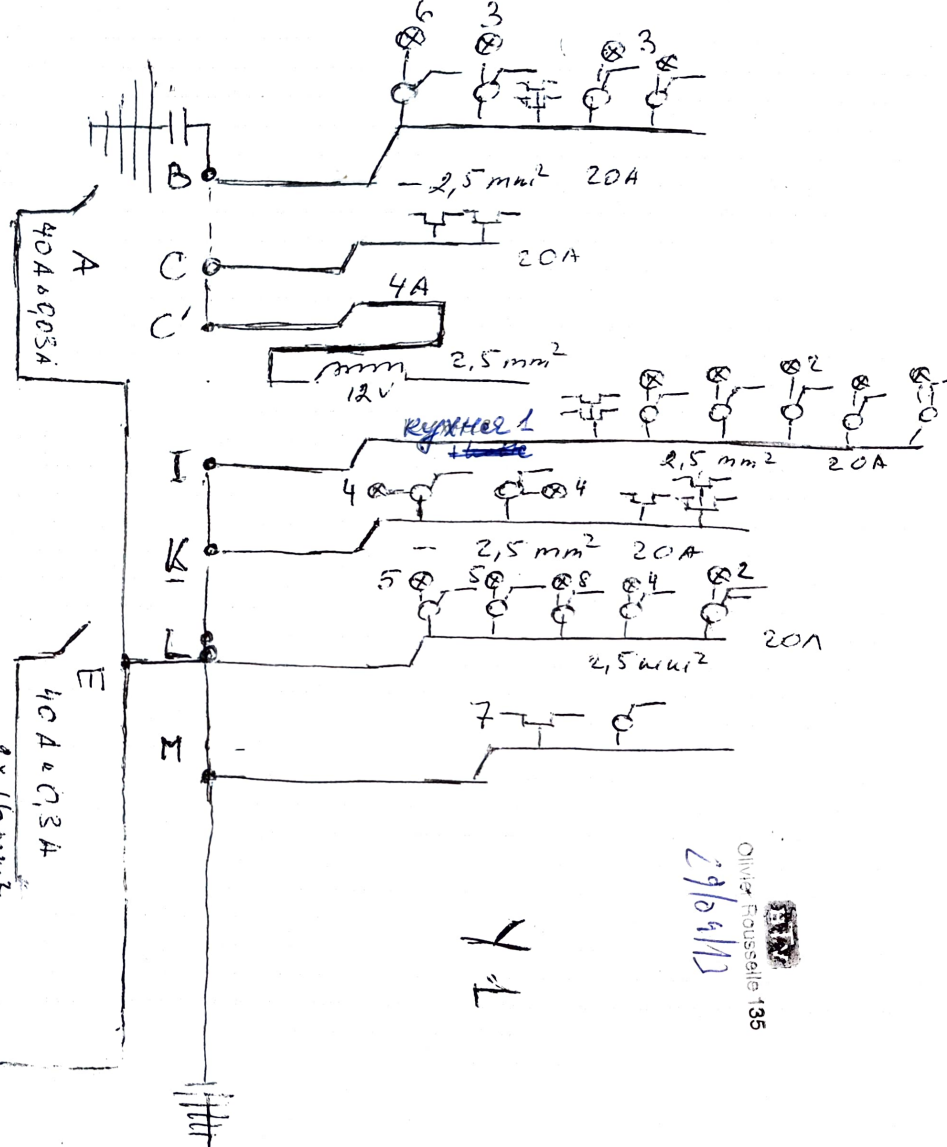 6 3 3
B
- 2,5 mm² 20A
A
40A 0,03A
C
20A
C'
4A
2,5 mm²
12V
2
кухня 1
I
2,5 mm² 20A
4 4
K
- 2,5 mm² 20A
5 5 8 4 2
L
20A
2,5 mm²
E
40A 0,3A
7
M
Olivier Rousselle 135
29/04/13